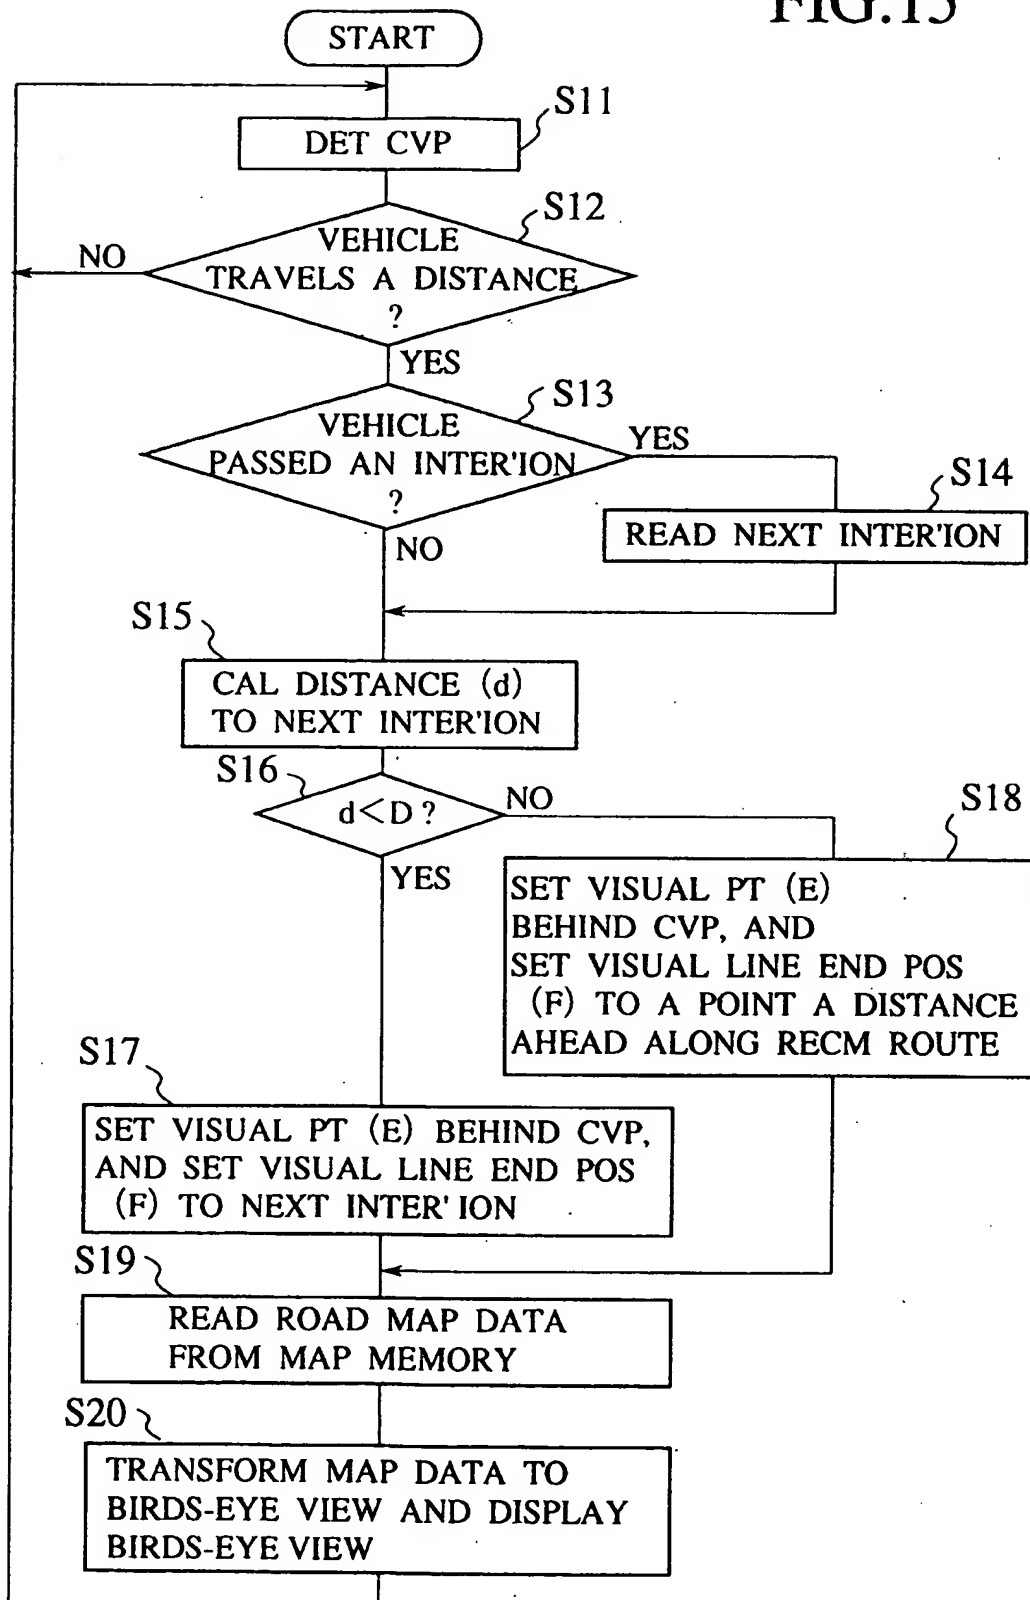 FIG.15
START
S11
DET CVP
S12
VEHICLE
TRAVELS A DISTANCE
?
NO
YES
S13
VEHICLE
PASSED AN INTER'ION
?
YES
S14
READ NEXT INTER'ION
NO
S15
CAL DISTANCE (d)
TO NEXT INTER'ION
S16
d<D?
NO
S18
YES
SET VISUAL PT (E)
BEHIND CVP, AND
SET VISUAL LINE END POS
(F) TO A POINT A DISTANCE
AHEAD ALONG RECM ROUTE
S17
SET VISUAL PT (E) BEHIND CVP,
AND SET VISUAL LINE END POS
(F) TO NEXT INTER'ION
S19
READ ROAD MAP DATA
FROM MAP MEMORY
S20
TRANSFORM MAP DATA TO
BIRDS-EYE VIEW AND DISPLAY
BIRDS-EYE VIEW